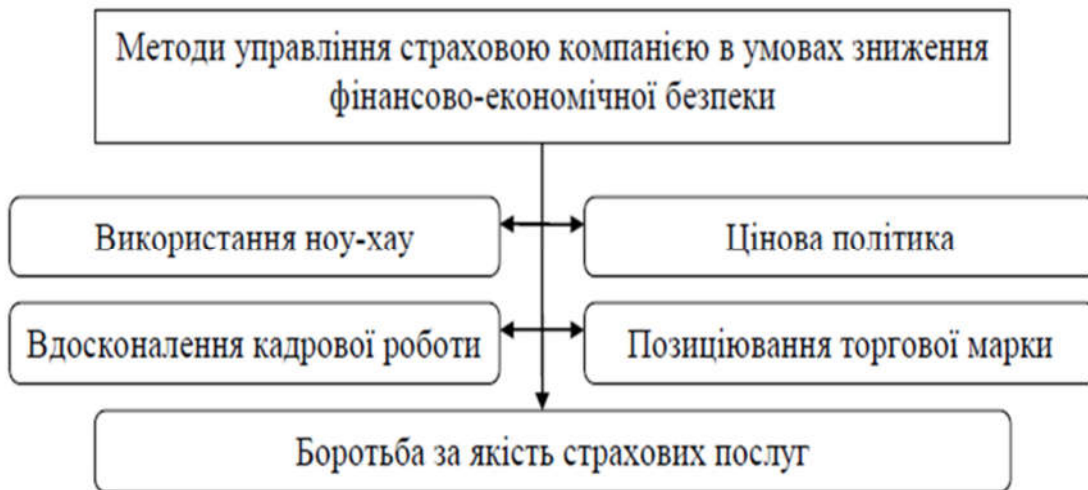 Методи управління страховою компанією в умовах зниження
фінансово-економічної безпеки
Використання ноу-хау
Цінова політика
Вдосконалення кадрової роботи
Позиціювання торгової марки
Боротьба за якість страхових послуг